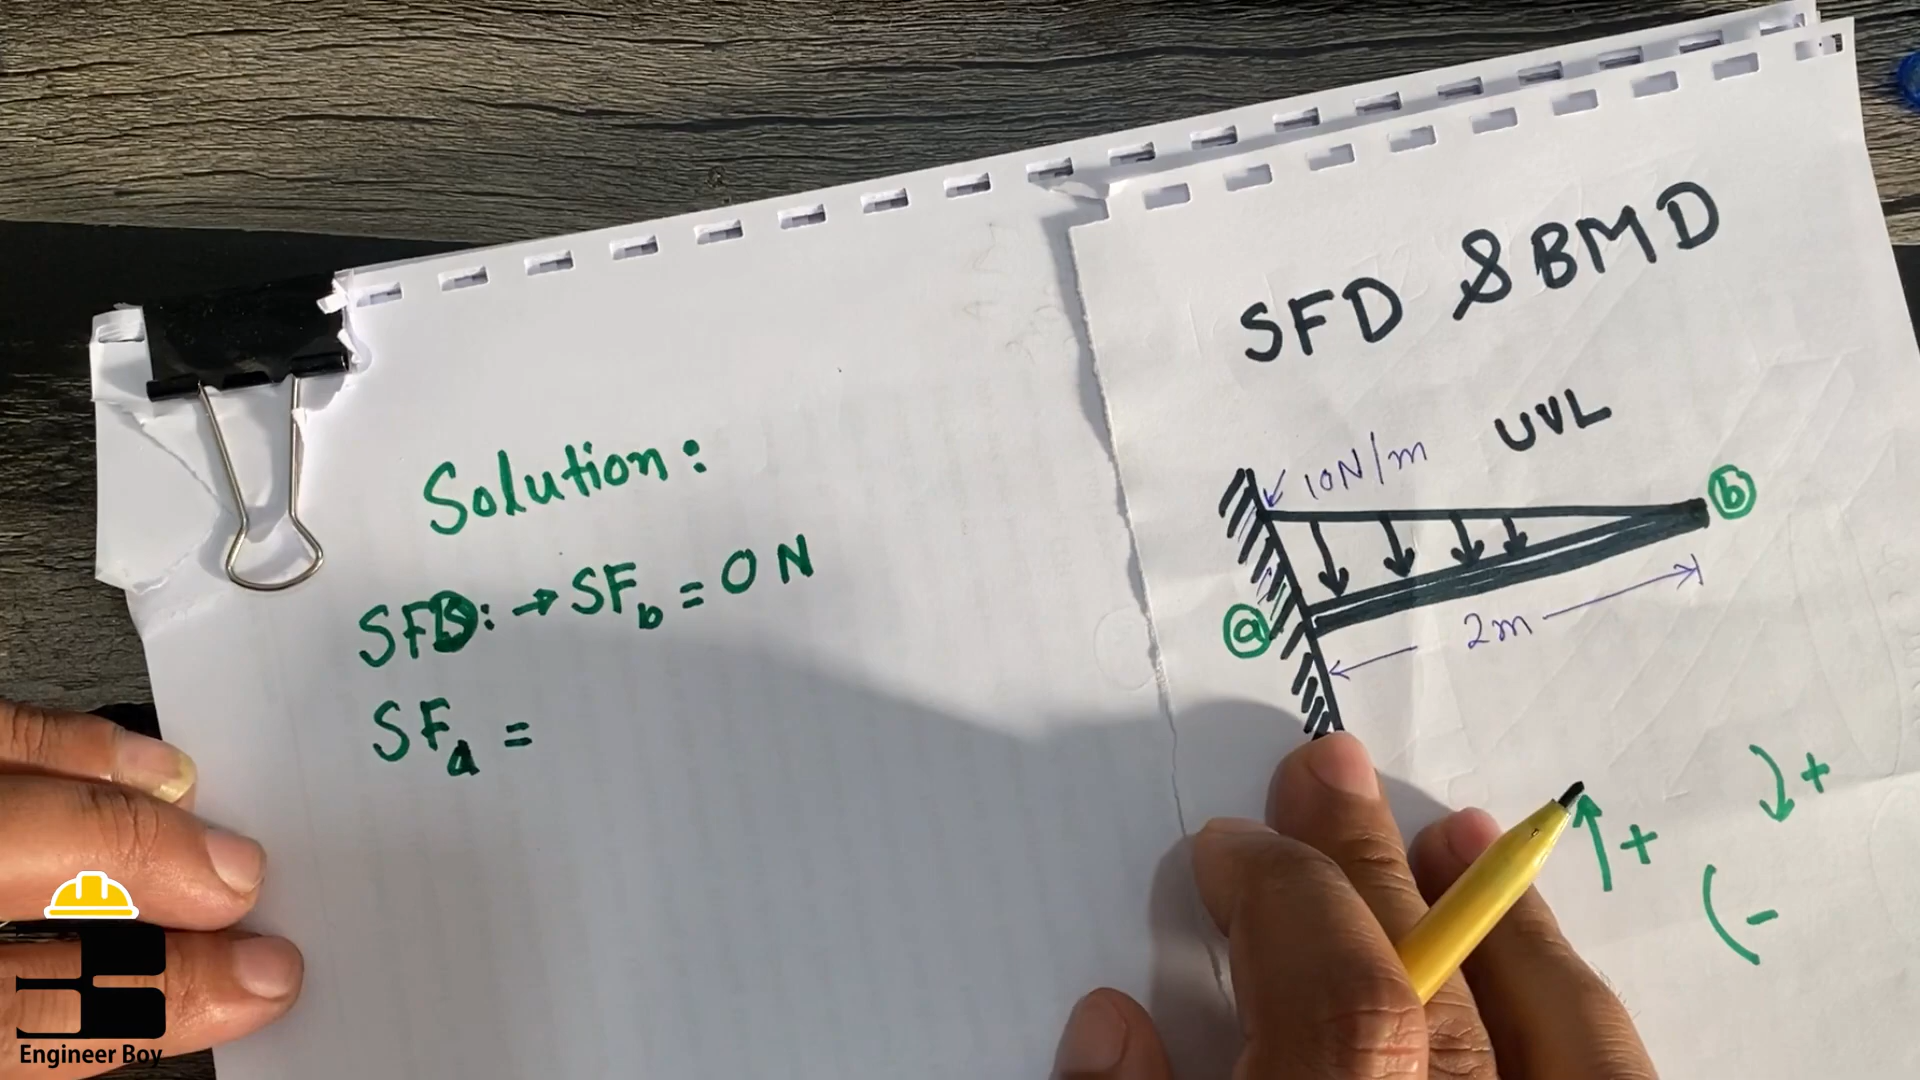 SFD & BMD
UVL
10N/m
b
a
2m
+
+
-
Solution:
SFD: → SFb = 0 N
SFa =
Engineer Boy